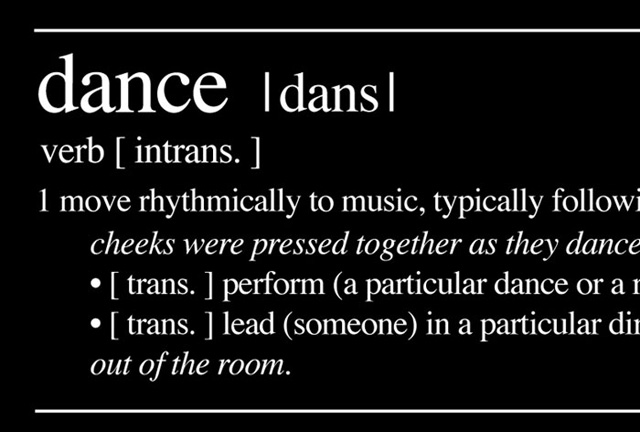 dance |dans|
verb [ intrans. ]
1 move rhythmically to music, typically followi
cheeks were pressed together as they dance
• [ trans. ] perform (a particular dance or a r
• [ trans. ] lead (someone) in a particular dir
out of the room.